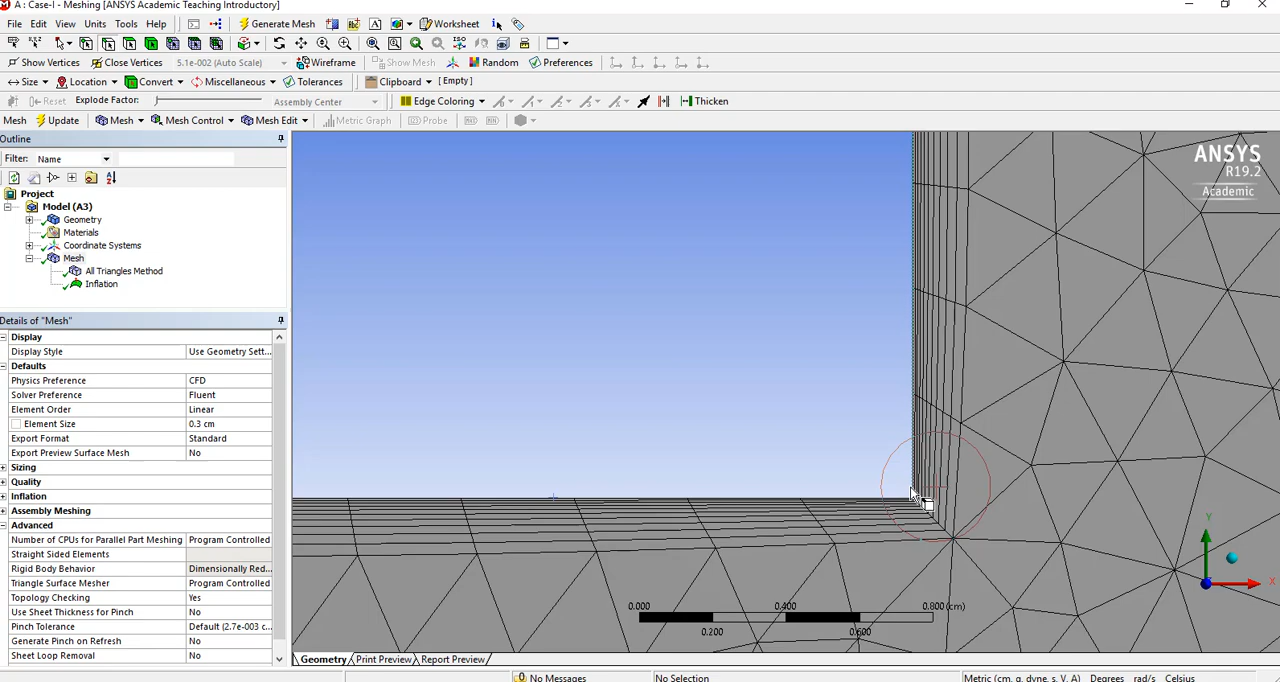 A : Case-I - Meshing [ANSYS Academic Teaching Introductory]
File Edit View Units Tools Help Generate Mesh Worksheet
Show Vertices Close Vertices 5.1e-002 (Auto Scale) Wireframe Show Mesh Random Preferences
Size Location Convert Miscellaneous Tolerances Clipboard [Empty]
Reset Explode Factor: Assembly Center Edge Coloring Thicken
Mesh Update Mesh Mesh Control Mesh Edit Metric Graph Probe
Outline
Filter: Name
Project
Model (A3)
Geometry
Materials
Coordinate Systems
Mesh
All Triangles Method
Inflation
Details of "Mesh"
Display
Display Style Use Geometry Sett...
Defaults
Physics Preference CFD
Solver Preference Fluent
Element Order Linear
Element Size 0.3 cm
Export Format Standard
Export Preview Surface Mesh No
Sizing
Quality
Inflation
Assembly Meshing
Advanced
Number of CPUs for Parallel Part Meshing Program Controlled
Straight Sided Elements
Rigid Body Behavior Dimensionally Red...
Triangle Surface Mesher Program Controlled
Topology Checking Yes
Use Sheet Thickness for Pinch No
Pinch Tolerance Default (2.7e-003 c...
Generate Pinch on Refresh No
Sheet Loop Removal No
ANSYS
R19.2
Academic
Y
X
0.000 0.400 0.800 (cm)
0.200 0.600
Geometry Print Preview Report Preview
No Messages No Selection Metric (cm, g, dyne, s, V, A) Degrees rad/s Celsius